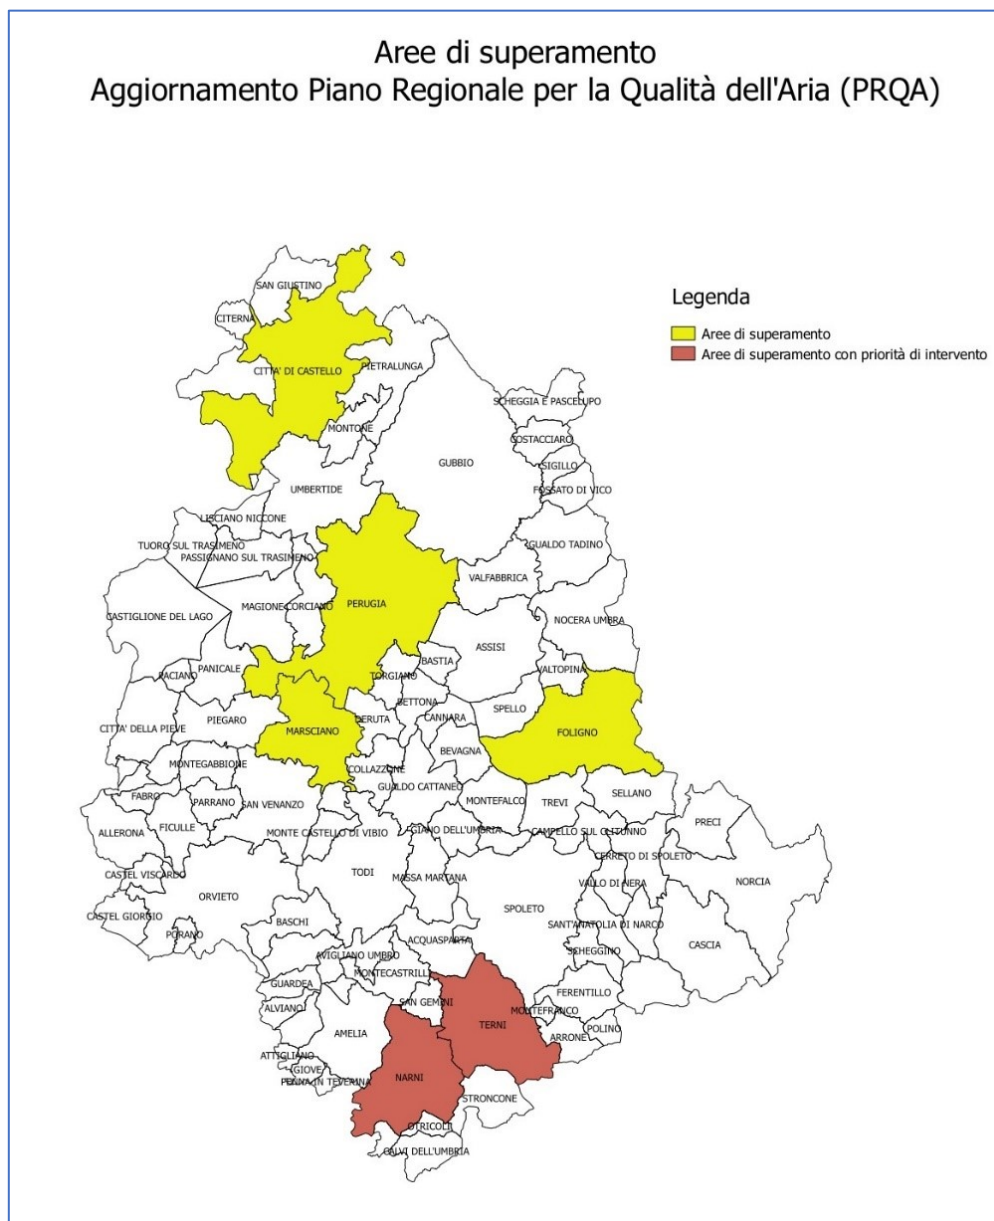 Aree di superamento
Aggiornamento Piano Regionale per la Qualità dell'Aria (PRQA)
Legenda
Aree di superamento
Aree di superamento con priorità di intervento
SAN GIUSTINO
CITERNA
CITTA' DI CASTELLO
PIETRALUNGA
SCHEGGIA E PASCELUPO
MONTONE
COSTACCIARO
GUBBIO
SIGILLO
UMBERTIDE
FOSSATO DI VICO
LISCIANO NICCONE
TUORO SUL TRASIMENO
GUALDO TADINO
PASSIGNANO SUL TRASIMENO
VALFABBRICA
MAGIONE
CORCIANO
PERUGIA
CASTIGLIONE DEL LAGO
NOCERA UMBRA
ASSISI
BASTIA
PANICALE
VALTOPINA
PACIANO
TORGIANO
BETTONA
SPELLO
CITTA' DELLA PIEVE
PIEGARO
DERUTA
CANNARA
MARSCIANO
FOLIGNO
BEVAGNA
MONTEGABBIONE
COLLAZZONE
GUALDO CATTANEO
SELLANO
FABRO
PARRANO
SAN VENANZO
MONTEFALCO
TREVI
PRECI
ALLERONA
FICULLE
MONTE CASTELLO DI VIBIO
GIANO DELL'UMBRIA
CAMPELLO SUL CLITUNNO
CERRETO DI SPOLETO
CASTEL VISCARDO
TODI
MASSA MARTANA
VALLO DI NERA
NORCIA
ORVIETO
SPOLETO
CASTEL GIORGIO
BASCHI
SANT'ANATOLIA DI NARCO
PORANO
ACQUASPARTA
CASCIA
AVIGLIANO UMBRO
SCHEGGINO
MONTECASTRILLI
GUARDEA
FERENTILLO
SAN GEMINI
ALVIANO
MONTEFRANCO
TERNI
POLINO
AMELIA
ARRONE
ATTIGLIANO
GIOVE
NARNI
PENNA IN TEVERINA
STRONCONE
OTRICOLI
CALVI DELL'UMBRIA